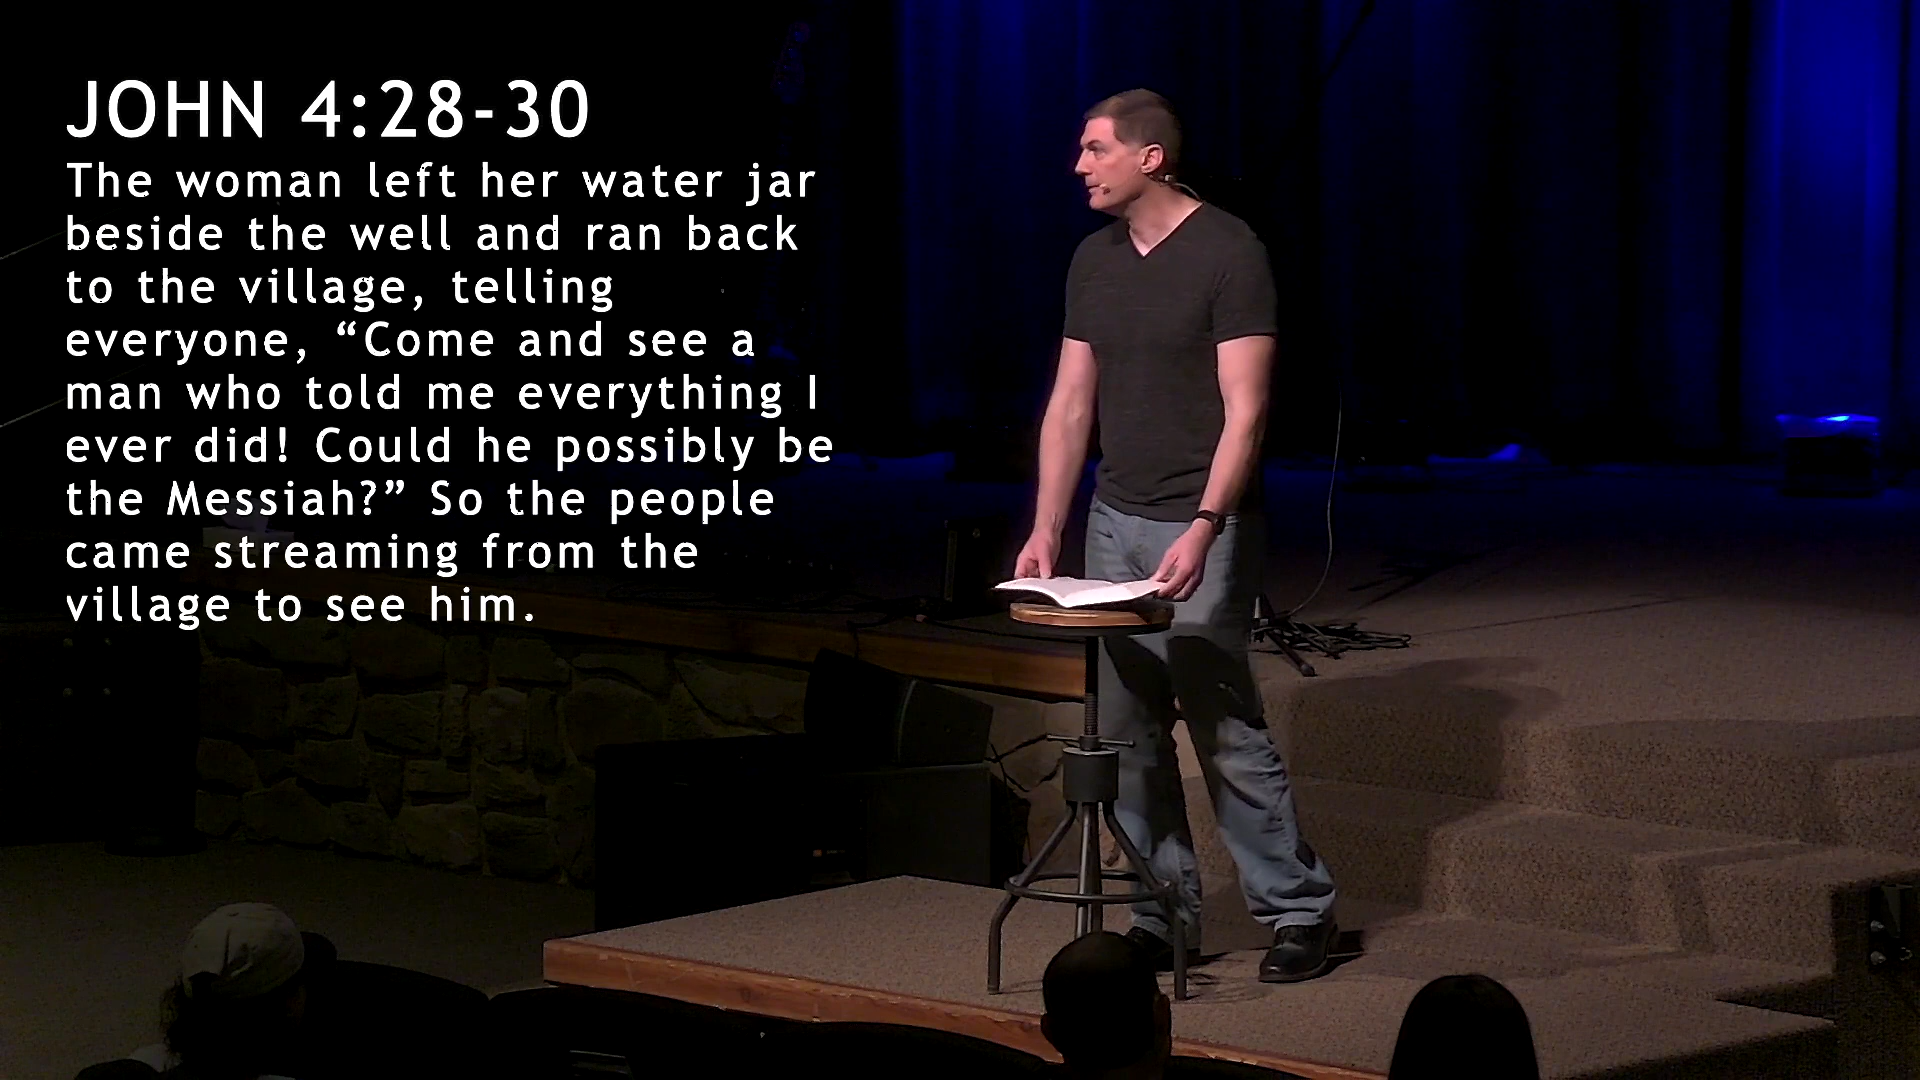 JOHN 4:28-30
The woman left her water jar
beside the well and ran back
to the village, telling
everyone, “Come and see a
man who told me everything I
ever did! Could he possibly be
the Messiah?” So the people
came streaming from the
village to see him.